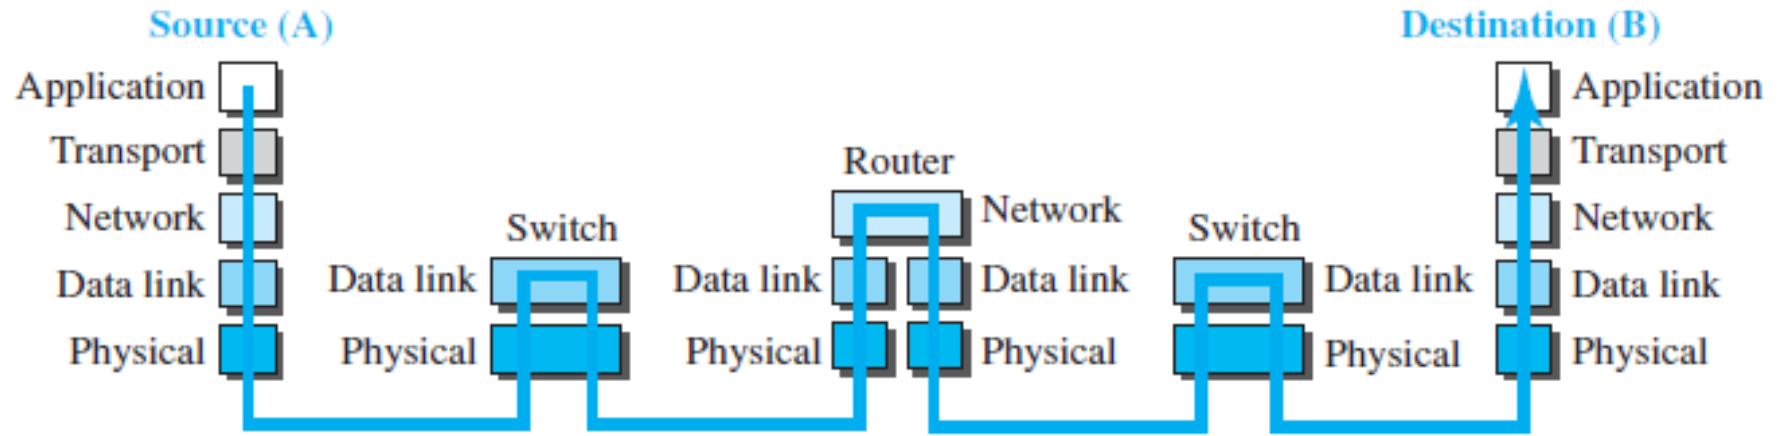 Source (A)
Destination (B)
Application
Transport
Network
Data link
Physical
Switch
Data link
Physical
Router
Network
Data link
Data link
Physical
Physical
Switch
Data link
Physical
Application
Transport
Network
Data link
Physical